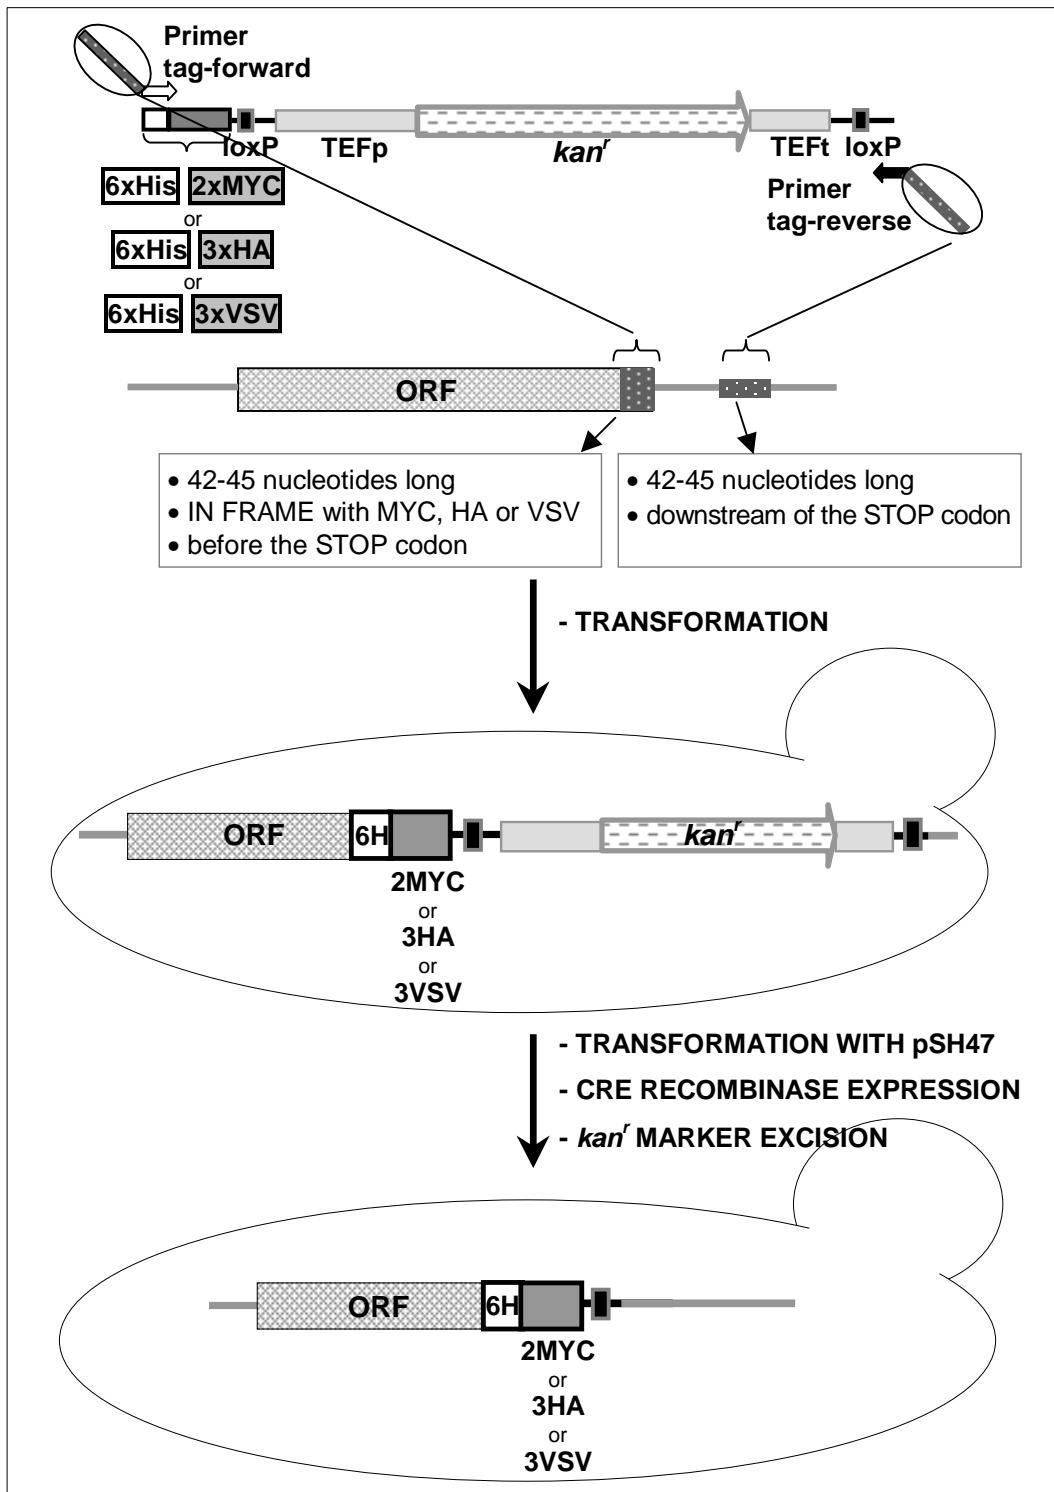 Primer
tag-forward
loxP TEFp kanʳ TEFt loxP
Primer
tag-reverse
6xHis 2xMYC
or
6xHis 3xHA
or
6xHis 3xVSV
ORF
• 42-45 nucleotides long
• IN FRAME with MYC, HA or VSV
• before the STOP codon
• 42-45 nucleotides long
• downstream of the STOP codon
- TRANSFORMATION
ORF 6H kanʳ
2MYC
or
3HA
or
3VSV
- TRANSFORMATION WITH pSH47
- CRE RECOMBINASE EXPRESSION
- kanʳ MARKER EXCISION
ORF 6H
2MYC
or
3HA
or
3VSV